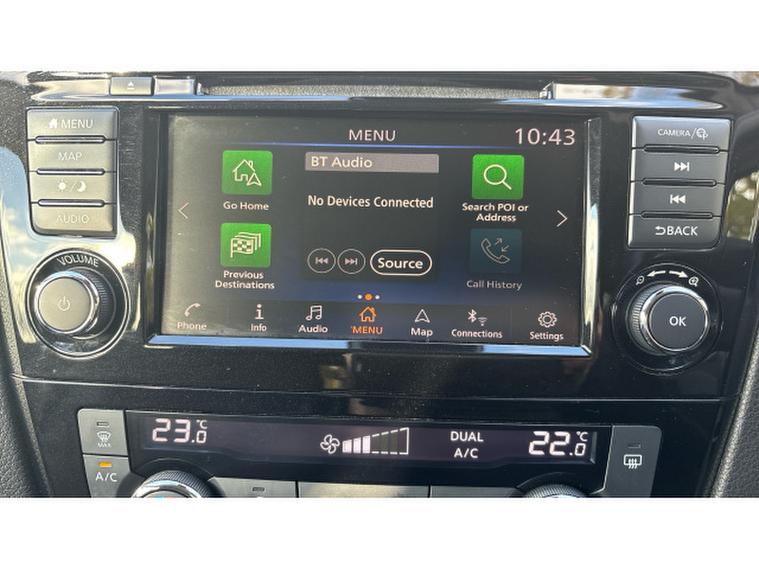 MENU
MAP
AUDIO
VOLUME
MENU
10:43
BT Audio
No Devices Connected
Go Home
Search POI or
Address
Previous
Destinations
Source
Call History
Phone
Info
Audio
MENU
Map
Connections
Settings
CAMERA/
BACK
OK
MAX
A/C
23.0°C
DUAL
A/C
22.0°C